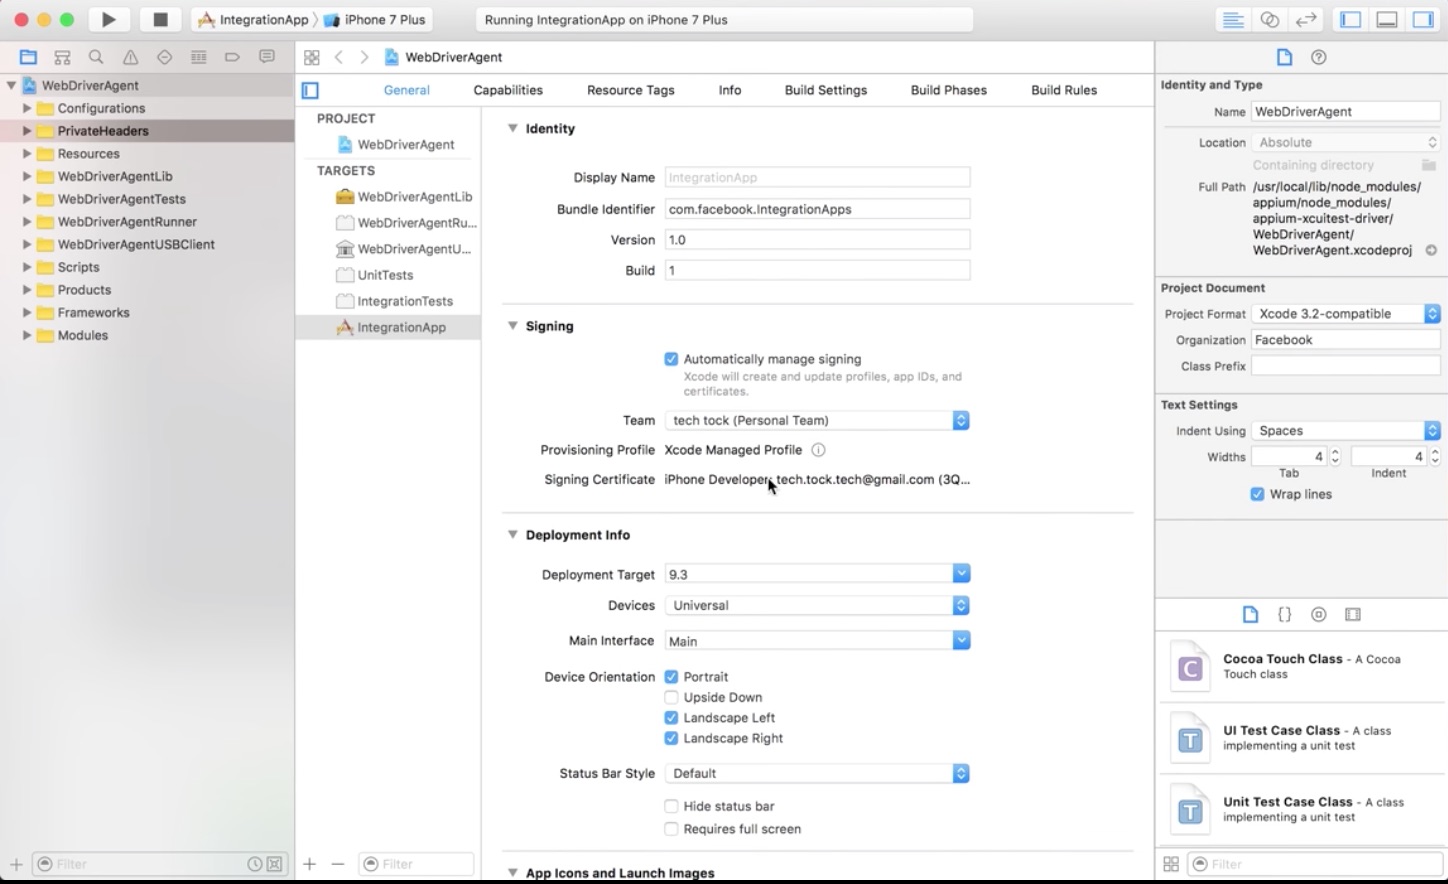 IntegrationApp 〉 iPhone 7 Plus
Running IntegrationApp on iPhone 7 Plus
WebDriverAgent
Configurations
PrivateHeaders
Resources
WebDriverAgentLib
WebDriverAgentTests
WebDriverAgentRunner
WebDriverAgentUSBClient
Scripts
Products
Frameworks
Modules
Filter
WebDriverAgent
General Capabilities Resource Tags Info Build Settings Build Phases Build Rules
PROJECT
WebDriverAgent
TARGETS
WebDriverAgentLib
WebDriverAgentRu...
WebDriverAgentU...
UnitTests
IntegrationTests
IntegrationApp
Filter
Identity
Display Name IntegrationApp
Bundle Identifier com.facebook.IntegrationApps
Version 1.0
Build 1
Signing
Automatically manage signing
Xcode will create and update profiles, app IDs, and
certificates.
Team tech tock (Personal Team)
Provisioning Profile Xcode Managed Profile
Signing Certificate iPhone Developer: tech.tock.tech@gmail.com (3Q...
Deployment Info
Deployment Target 9.3
Devices Universal
Main Interface Main
Device Orientation Portrait
Upside Down
Landscape Left
Landscape Right
Status Bar Style Default
Hide status bar
Requires full screen
App Icons and Launch Images
Identity and Type
Name WebDriverAgent
Location Absolute
Containing directory
Full Path /usr/local/lib/node_modules/
appium/node_modules/
appium-xcuitest-driver/
WebDriverAgent/
WebDriverAgent.xcodeproj
Project Document
Project Format Xcode 3.2-compatible
Organization Facebook
Class Prefix
Text Settings
Indent Using Spaces
Widths 4 4
Tab Indent
Wrap lines
{}
C
Cocoa Touch Class - A Cocoa
Touch class
T
UI Test Case Class - A class
implementing a unit test
T
Unit Test Case Class - A class
implementing a unit test
Filter